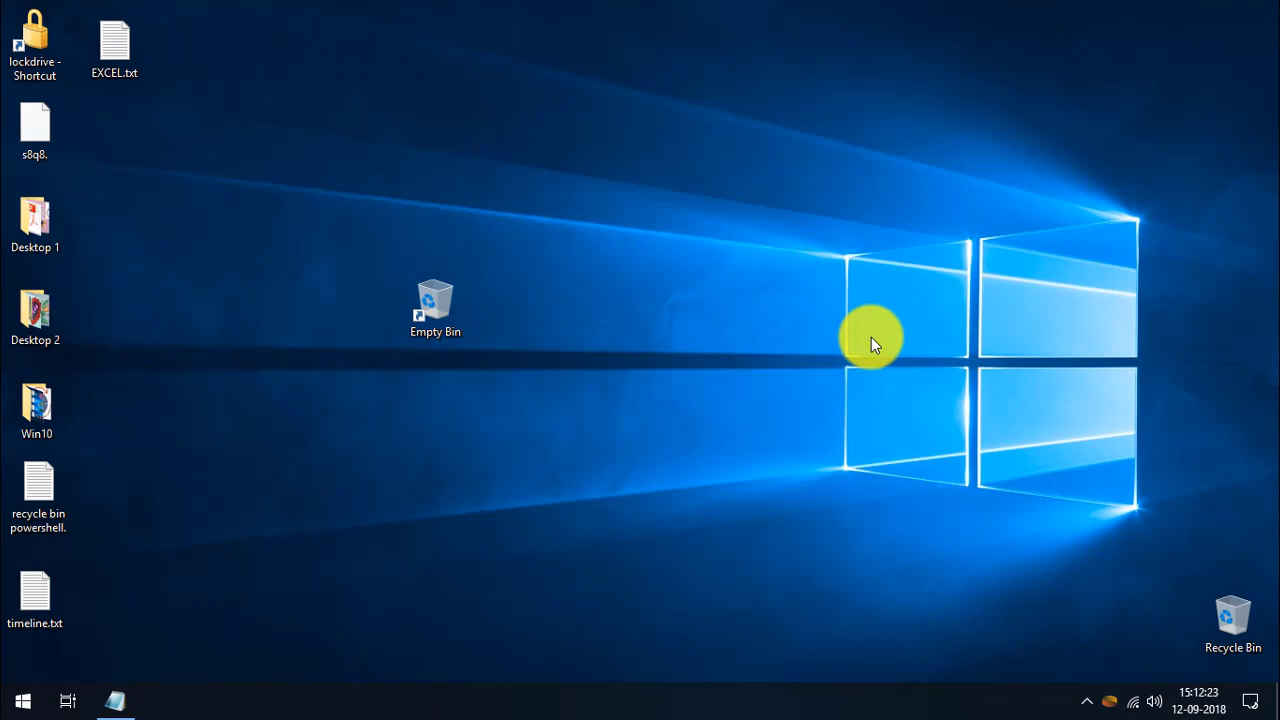 lockdrive -
Shortcut
EXCEL.txt
s8q8.
Desktop 1
Desktop 2
Empty Bin
Win10
recycle bin
powershell.
timeline.txt
Recycle Bin
15:12:23
12-09-2018